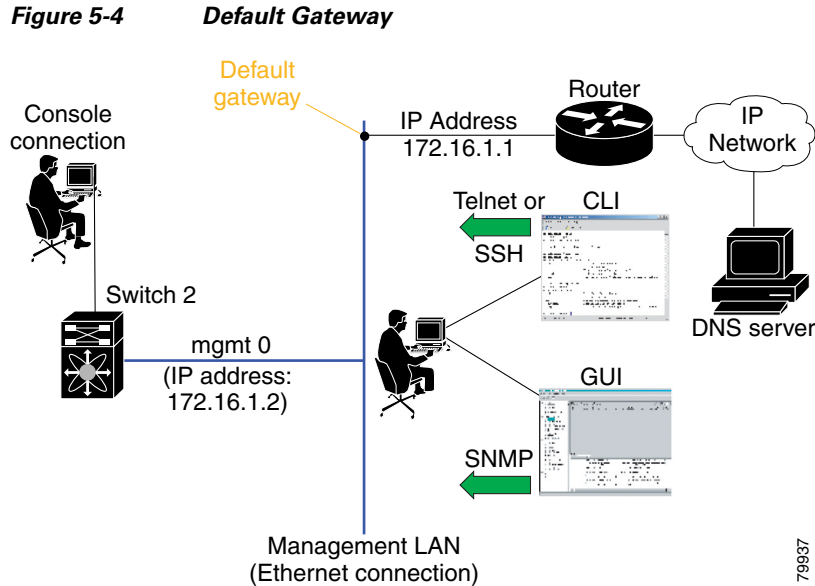 Figure 5-4 Default Gateway
Default
gateway
Router
Console
connection
IP Address
172.16.1.1
IP
Network
Telnet or
CLI
SSH
DNS server
Switch 2
mgmt 0
(IP address:
172.16.1.2)
GUI
SNMP
Management LAN
(Ethernet connection)
79937